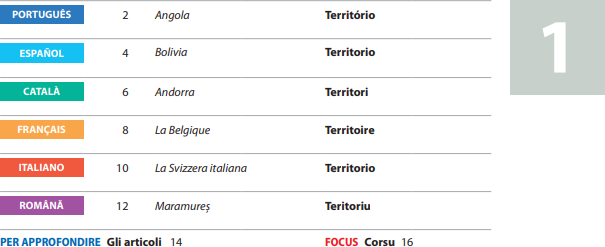 PORTUGUÊS 2 Angola Território
1
ESPAÑOL 4 Bolivia Territorio
CATALÀ 6 Andorra Territori
FRANÇAIS 8 La Belgique Territoire
ITALIANO 10 La Svizzera italiana Territorio
ROMÂNĂ 12 Maramureș Teritoriu
PER APPROFONDIRE Gli articoli 14 FOCUS Corsu 16